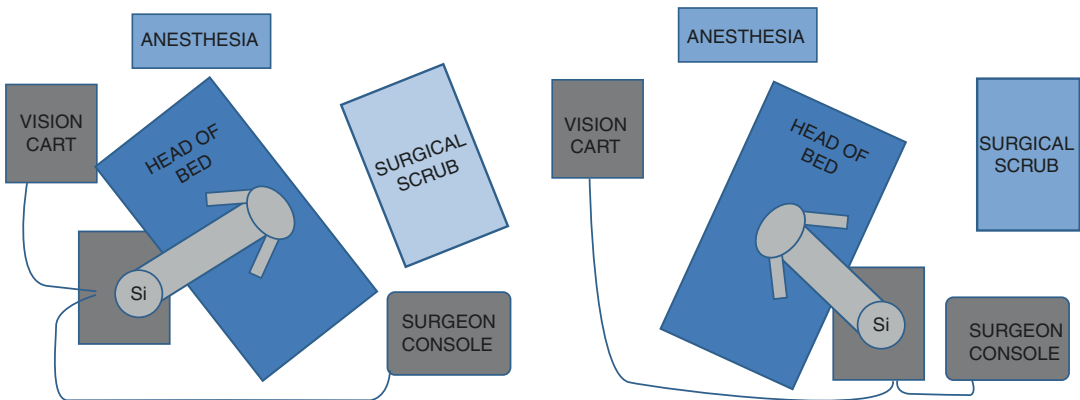 ANESTHESIA
VISION
CART
HEAD OF
BED
SURGICAL
SCRUB
Si
SURGEON
CONSOLE
ANESTHESIA
VISION
CART
HEAD OF
BED
SURGICAL
SCRUB
Si
SURGEON
CONSOLE